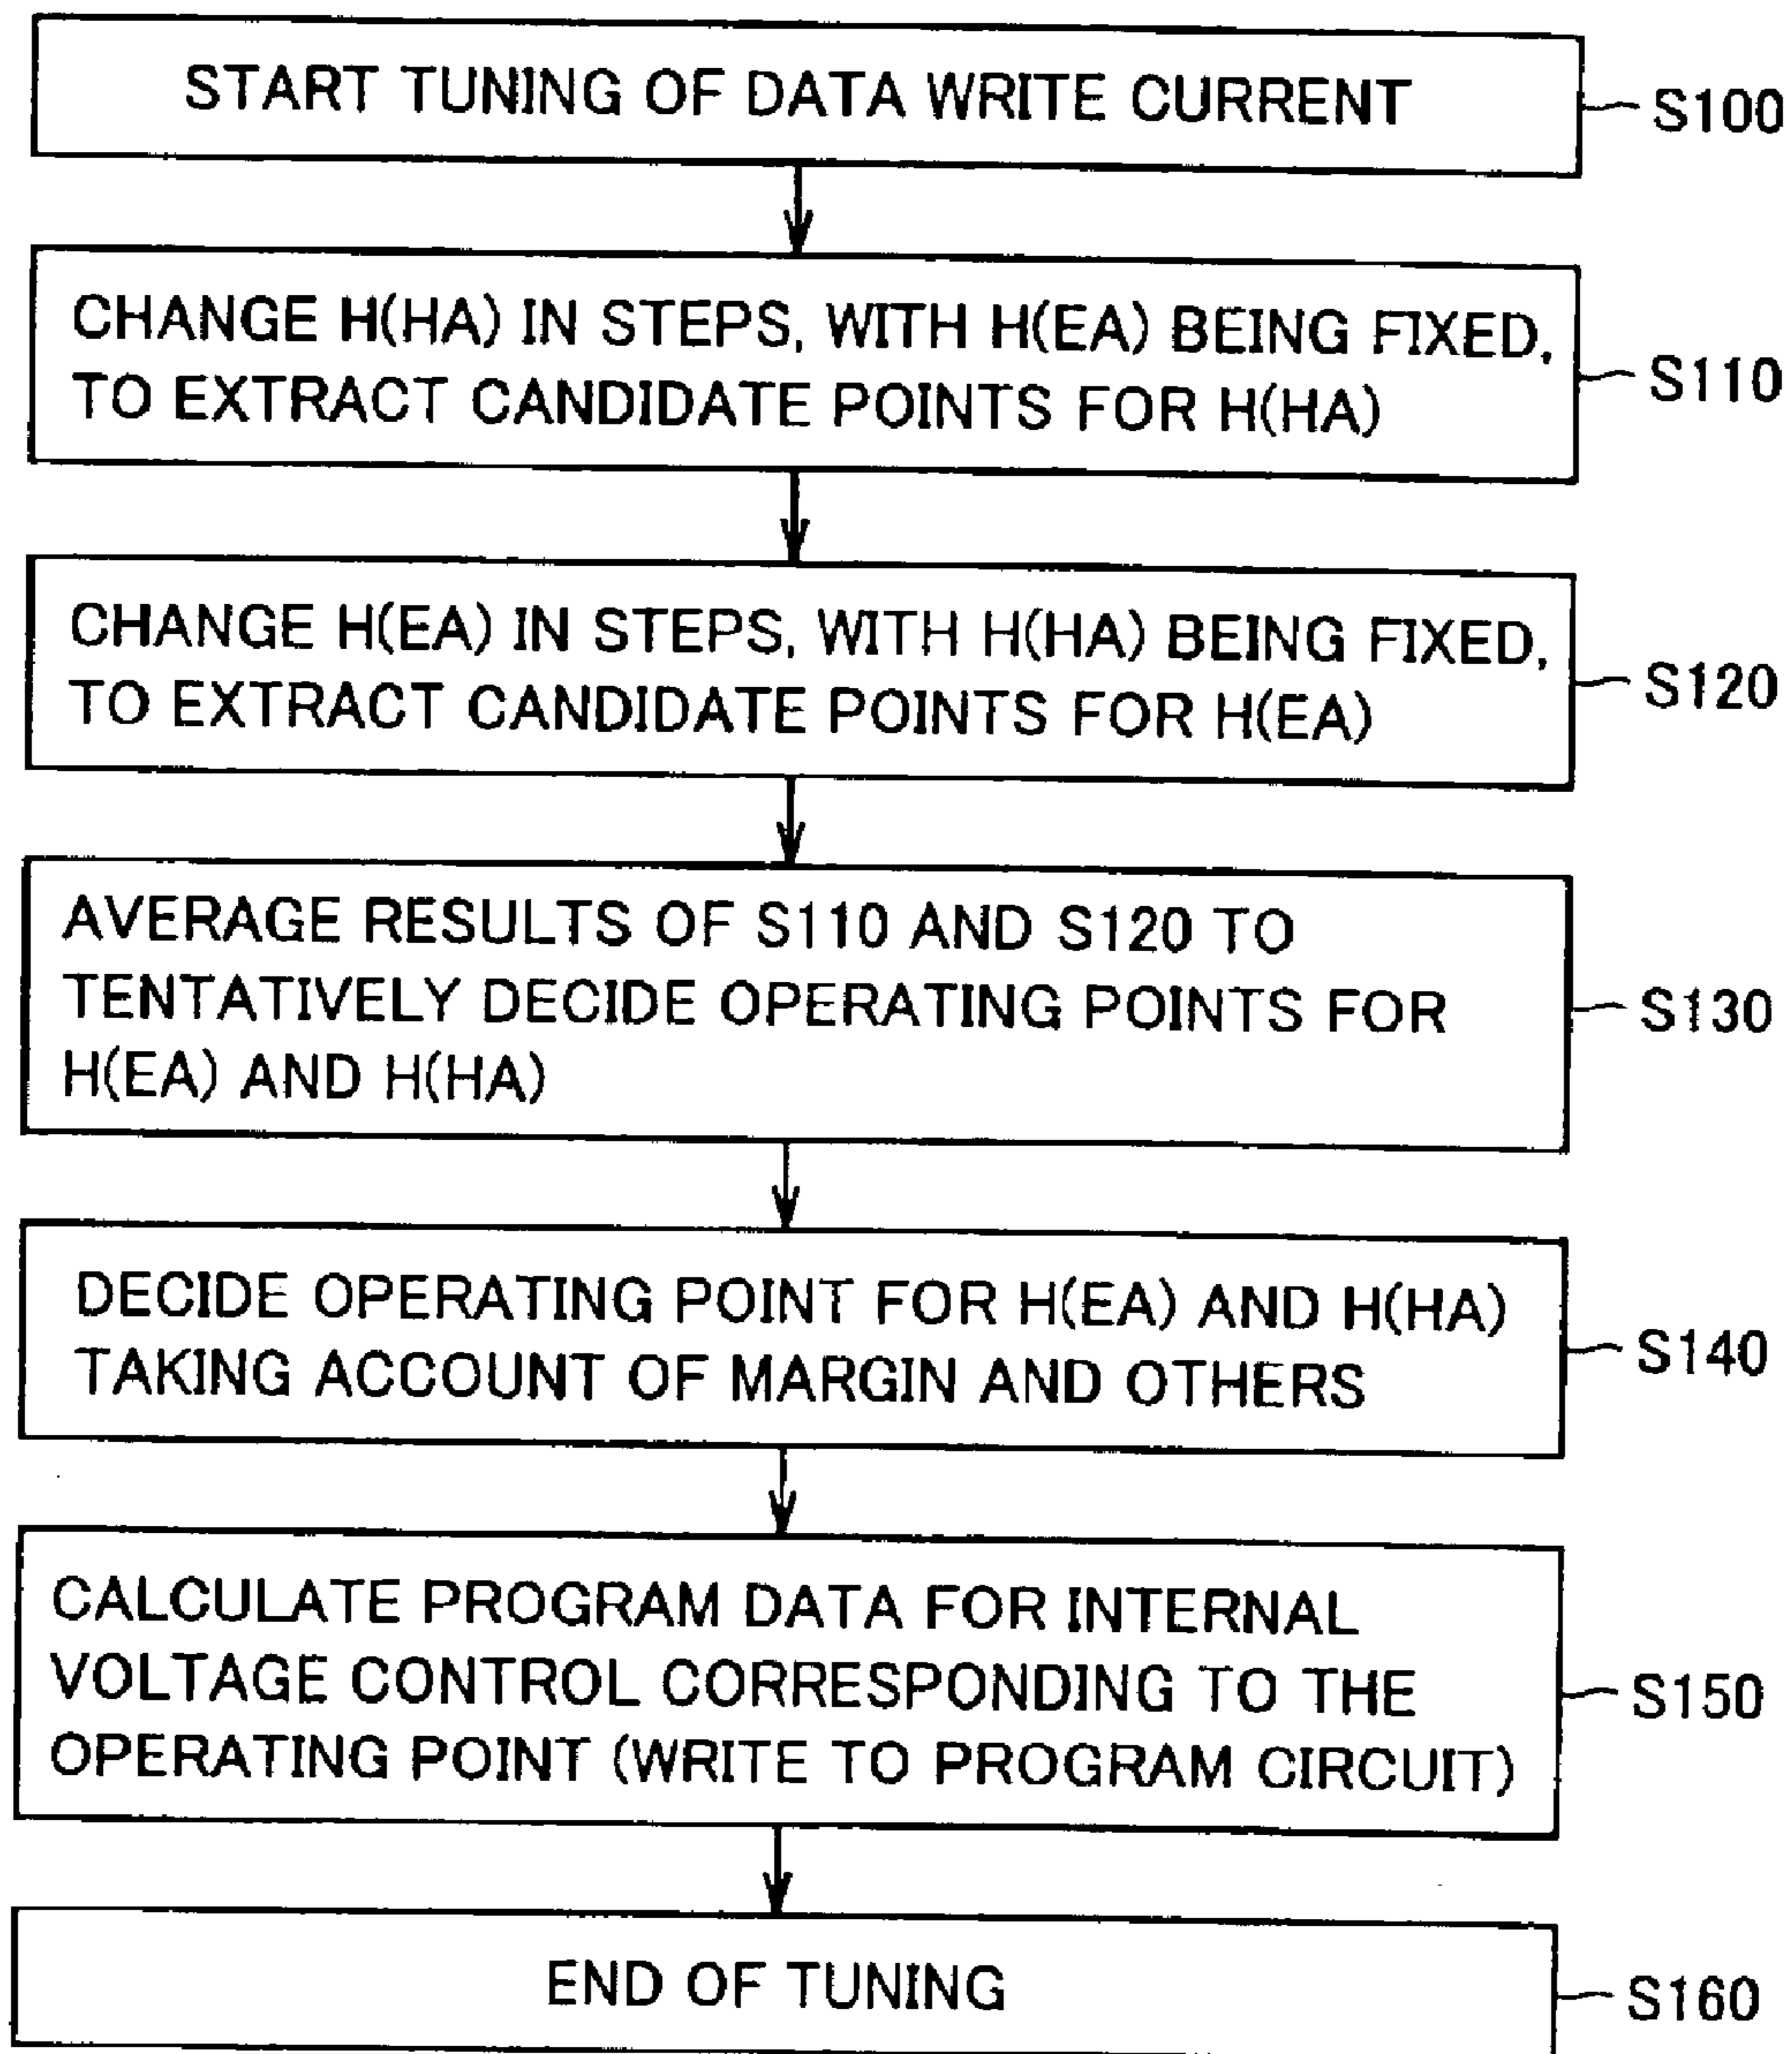 START TUNING OF DATA WRITE CURRENT
S100
CHANGE H(HA) IN STEPS, WITH H(EA) BEING FIXED,
TO EXTRACT CANDIDATE POINTS FOR H(HA)
S110
CHANGE H(EA) IN STEPS, WITH H(HA) BEING FIXED,
TO EXTRACT CANDIDATE POINTS FOR H(EA)
S120
AVERAGE RESULTS OF S110 AND S120 TO
TENTATIVELY DECIDE OPERATING POINTS FOR
H(EA) AND H(HA)
S130
DECIDE OPERATING POINT FOR H(EA) AND H(HA)
TAKING ACCOUNT OF MARGIN AND OTHERS
S140
CALCULATE PROGRAM DATA FOR INTERNAL
VOLTAGE CONTROL CORRESPONDING TO THE
OPERATING POINT (WRITE TO PROGRAM CIRCUIT)
S150
END OF TUNING
S160